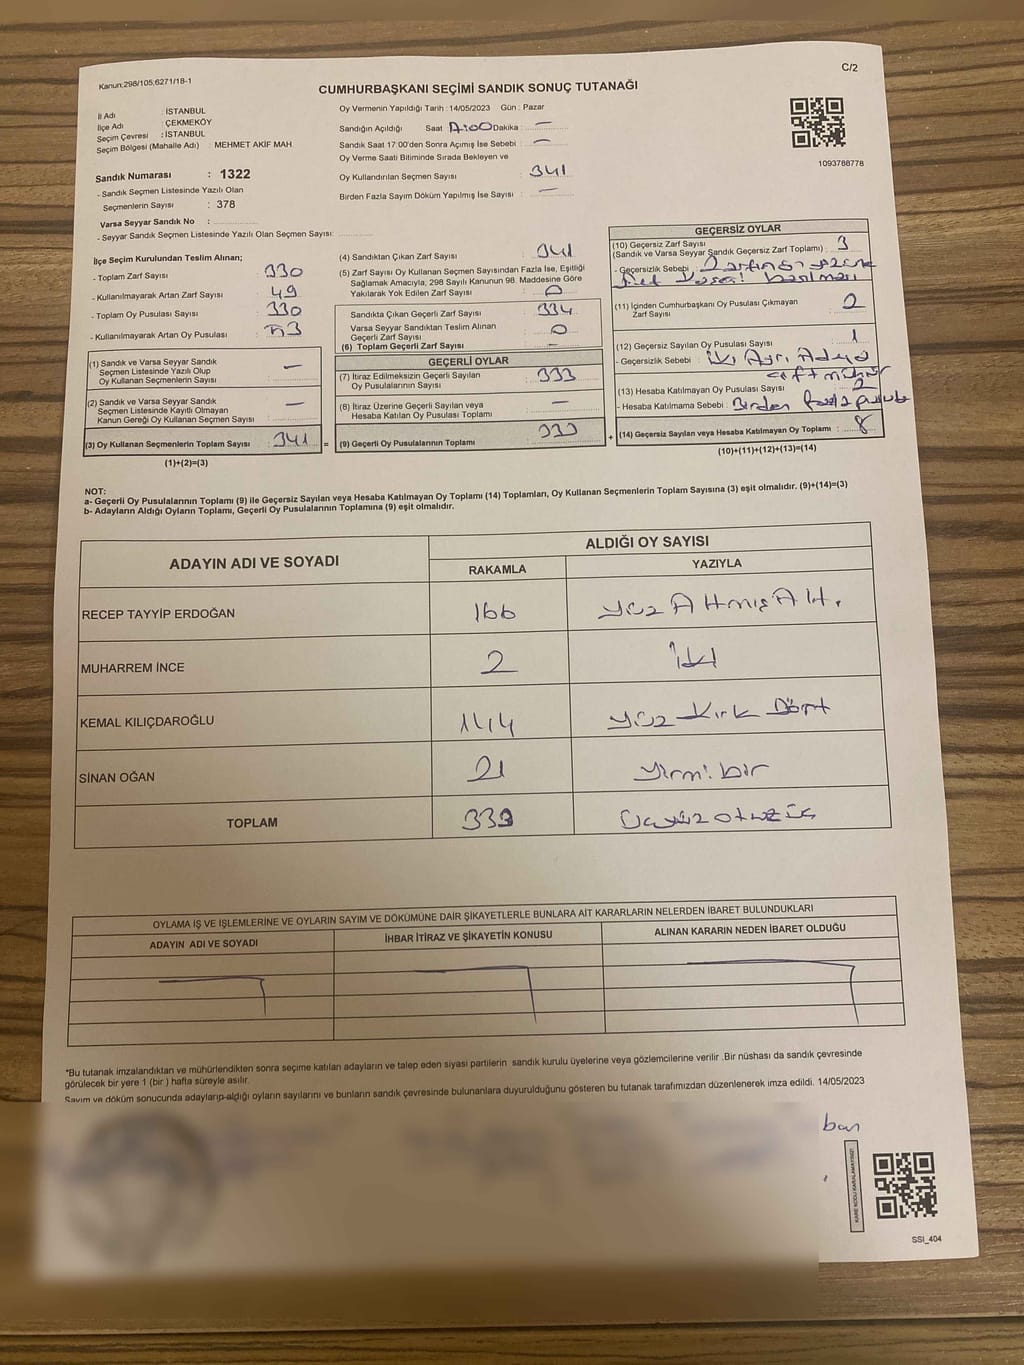 Kanun:298/105;6271/18-1
C/2
CUMHURBAŞKANI SEÇİMİ SANDIK SONUÇ TUTANAĞI
İl Adı : İSTANBUL
İlçe Adı : ÇEKMEKÖY
Seçim Çevresi : İSTANBUL
Seçim Bölgesi (Mahalle Adı) : MEHMET AKİF MAH
Sandık Numarası : 1322
- Sandık Seçmen Listesinde Yazılı Olan
Seçmenlerin Sayısı : 378
Varsa Seyyar Sandık No :
- Seyyar Sandık Seçmen Listesinde Yazılı Olan Seçmen Sayısı:
Oy Vermenin Yapıldığı Tarih : 14/05/2023 Gün : Pazar
Sandığın Açıldığı Saat Dakika : —
Sandık Saat 17:00'den Sonra Açımış İse Sebebi : —
Oy Verme Saati Bitiminde Sırada Bekleyen ve
Oy Kullandırılan Seçmen Sayısı : 341
Birden Fazla Sayım Döküm Yapılmış İse Sayısı : —
1093788778
İlçe Seçim Kurulundan Teslim Alınan;
- Toplam Zarf Sayısı : 330
- Kullanılmayarak Artan Zarf Sayısı : 49
- Toplam Oy Pusulası : 330
- Kullanılmayarak Artan Oy Pusulası :
(1) Sandık ve Varsa Seyyar Sandık
Seçmen Listesinde Yazılı Olup
Oy Kullanan Seçmenlerin Sayısı : —
(2) Sandık ve Varsa Seyyar Sandık
Seçmen Listesinde Kayıtlı Olmayan
Kanun Gereği Oy Kullanan Seçmen Sayısı : —
(3) Oy Kullanan Seçmenlerin Toplam Sayısı : 341 =
(1)+(2)=(3)
(4) Sandıktan Çıkan Zarf Sayısı : 341
(5) Zarf Sayısı Oy Kullanan Seçmen Sayısından Fazla İse, Eşitliği
Sağlamak Amacıyla, 298 Sayılı Kanunun 98. Maddesine Göre
Yakılarak Yok Edilen Zarf Sayısı : 0
Sandıkta Çıkan Geçerli Zarf Sayısı : 334
Varsa Seyyar Sandıktan Teslim Alınan
Geçerli Zarf Sayısı : 0
(6) Toplam Geçerli Zarf Sayısı : —
GEÇERLİ OYLAR
(7) İtiraz Edilmeksizin Geçerli Sayılan
Oy Pusulalarının Sayısı : 333
(8) İtiraz Üzerine Geçerli Sayılan veya
Hesaba Katılan Oy Pusulası Toplamı : —
(9) Geçerli Oy Pusulalarının Toplamı : 333 +
GEÇERSİZ OYLAR
(10) Geçersiz Zarf Sayısı : 3
(Sandık ve Varsa Seyyar Sandık Geçersiz Zarf Toplamı)
- Geçersizlik Sebebi :
(11) İçinden Cumhurbaşkanı Oy Pusulası Çıkmayan
Zarf Sayısı : 2
(12) Geçersiz Sayılan Oy Pusulası Sayısı : 1
- Geçersizlik Sebebi : İki Ayrı Adaya
çift mühür
(13) Hesaba Katılmayan Oy Pusulası Sayısı : 2
- Hesaba Katılmama Sebebi : Birden fazla pusula
(14) Geçersiz Sayılan veya Hesaba Katılmayan Oy Toplamı : 8
(10)+(11)+(12)+(13)=(14)
NOT:
a- Geçerli Oy Pusulalarının Toplamı (9) ile Geçersiz Sayılan veya Hesaba Katılmayan Oy Toplamı (14) Toplamları, Oy Kullanan Seçmenlerin Toplam Sayısına (3) eşit olmalıdır. (9)+(14)=(3)
b- Adayların Aldığı Oyların Toplamı, Geçerli Oy Pusulalarının Toplamına (9) eşit olmalıdır.
ADAYIN ADI VE SOYADI
ALDIĞI OY SAYISI
RAKAMLA YAZIYLA
RECEP TAYYİP ERDOĞAN 166 Yüz Atmış Altı
MUHARREM İNCE 2 İki
KEMAL KILIÇDAROĞLU 144 Yüz Kırk Dört
SİNAN OĞAN 21 Yirmi bir
TOPLAM 333 Üçyüz otuz üç
OYLAMA İŞ VE İŞLEMLERİNE VE OYLARIN SAYIM VE DÖKÜMÜNE DAİR ŞİKAYETLERLE BUNLARA AİT KARARLARIN NELERDEN İBARET BULUNDUKLARI
ADAYIN ADI VE SOYADI İHBAR İTİRAZ VE ŞİKAYETİN KONUSU ALINAN KARARIN NEDEN İBARET OLDUĞU
*Bu tutanak imzalandıktan ve mühürlendikten sonra seçime katılan adayların ve talep eden siyasi partilerin sandık kurulu üyelerine veya gözlemcilerine verilir .Bir nüshası da sandık çevresinde
görülecek bir yere 1 (bir ) hafta süreyle asılır.
Sayım ve döküm sonucunda adayların aldığı oyların sayılarını ve bunların sandık çevresinde bulunanlara duyurulduğunu gösteren bu tutanak tarafımızdan düzenlenerek imza edildi. 14/05/2023
ban
KARE KODU KARALAMAYINIZ!
SSI_404